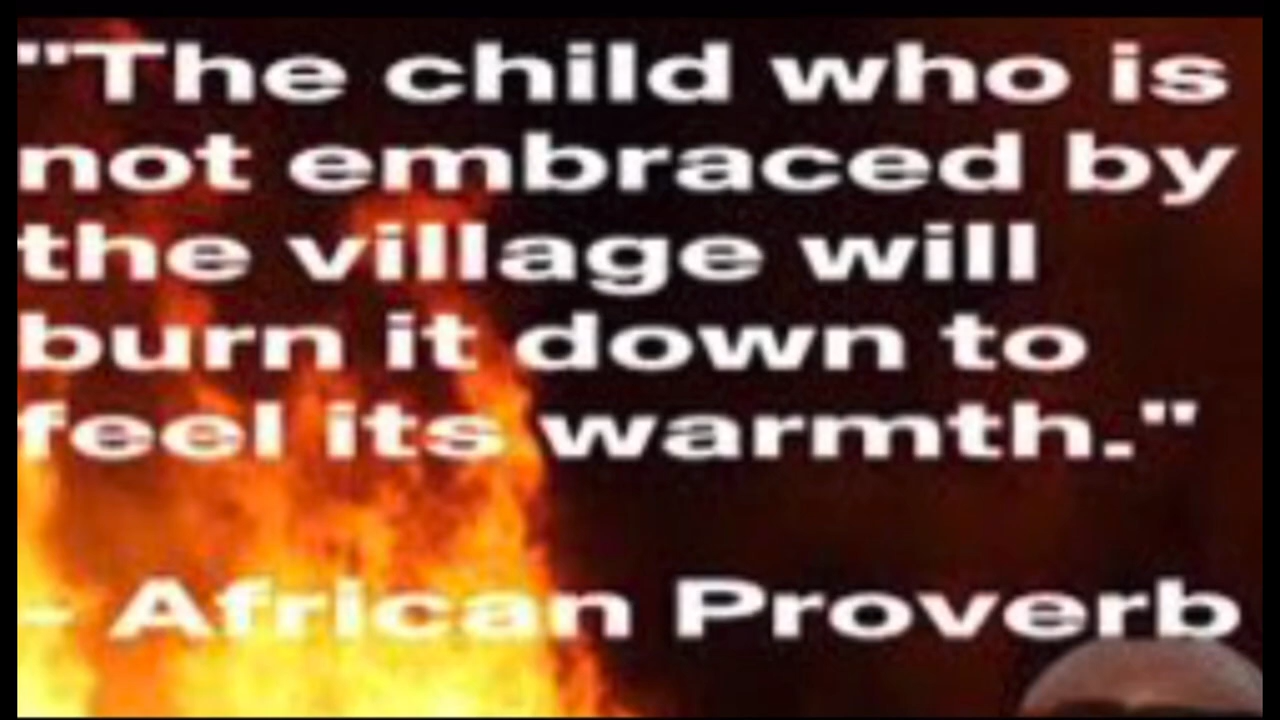 "The child who is
not embraced by
the village will
burn it down to
feel its warmth."
- African Proverb